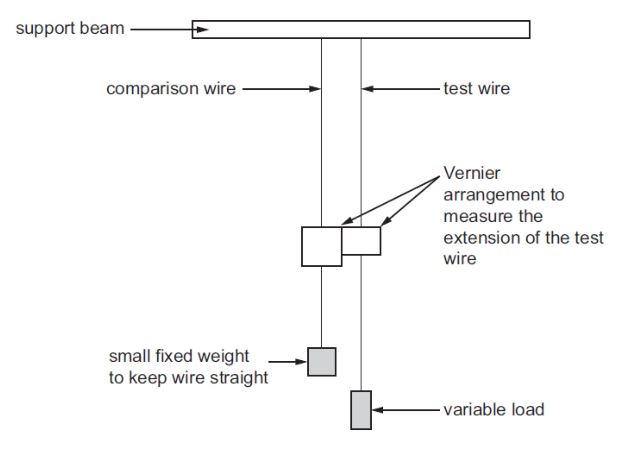 support beam
comparison wire
test wire
Vernier
arrangement to
measure the
extension of the test
wire
small fixed weight
to keep wire straight
variable load